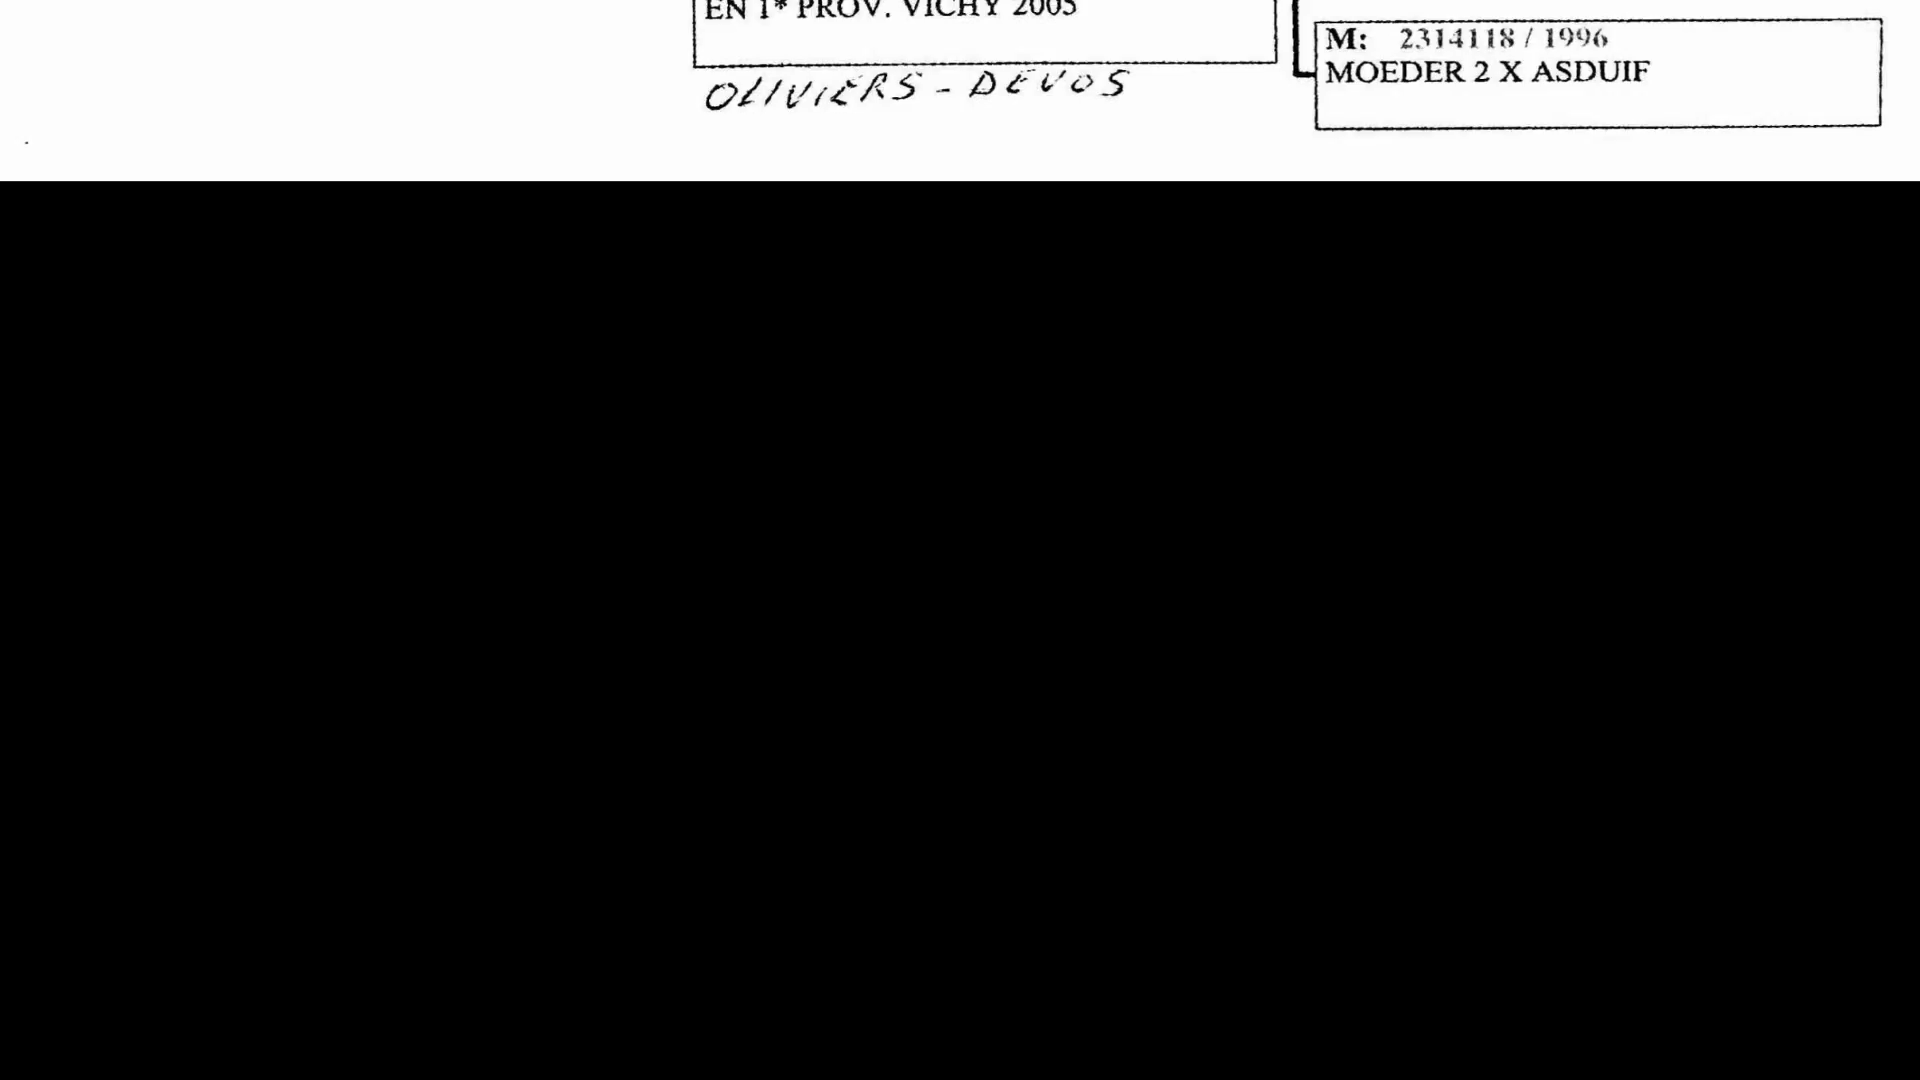 EN 1* PROV. VICHY 2005
OLIVIERS - DEVOS
M: 2314118 / 1996
MOEDER 2 X ASDUIF